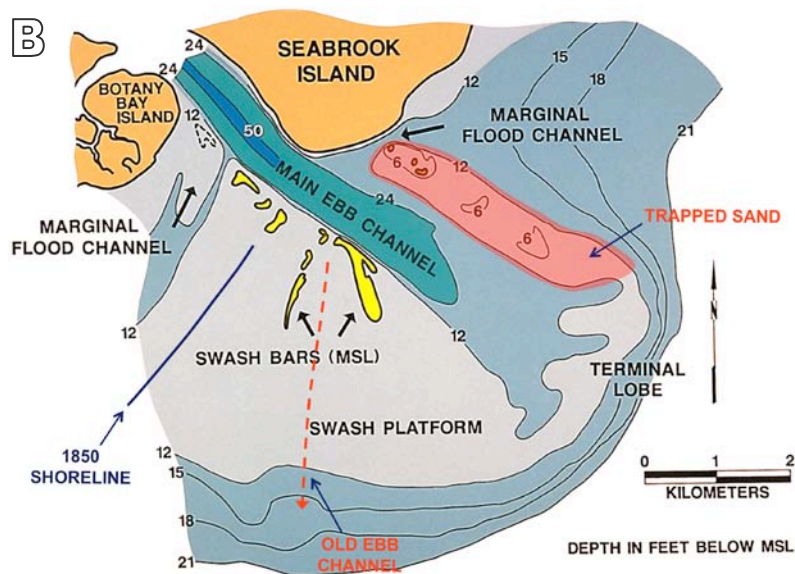 B
SEABROOK
ISLAND
BOTANY
BAY
ISLAND
24
24
12
50
12
15
18
21
MARGINAL
FLOOD CHANNEL
6
12
MAIN EBB CHANNEL
24
6
6
TRAPPED SAND
MARGINAL
FLOOD CHANNEL
N
12
12
SWASH BARS (MSL)
TERMINAL
LOBE
SWASH PLATFORM
1850
SHORELINE
12
15
18
21
OLD EBB
CHANNEL
0 1 2
KILOMETERS
DEPTH IN FEET BELOW MSL